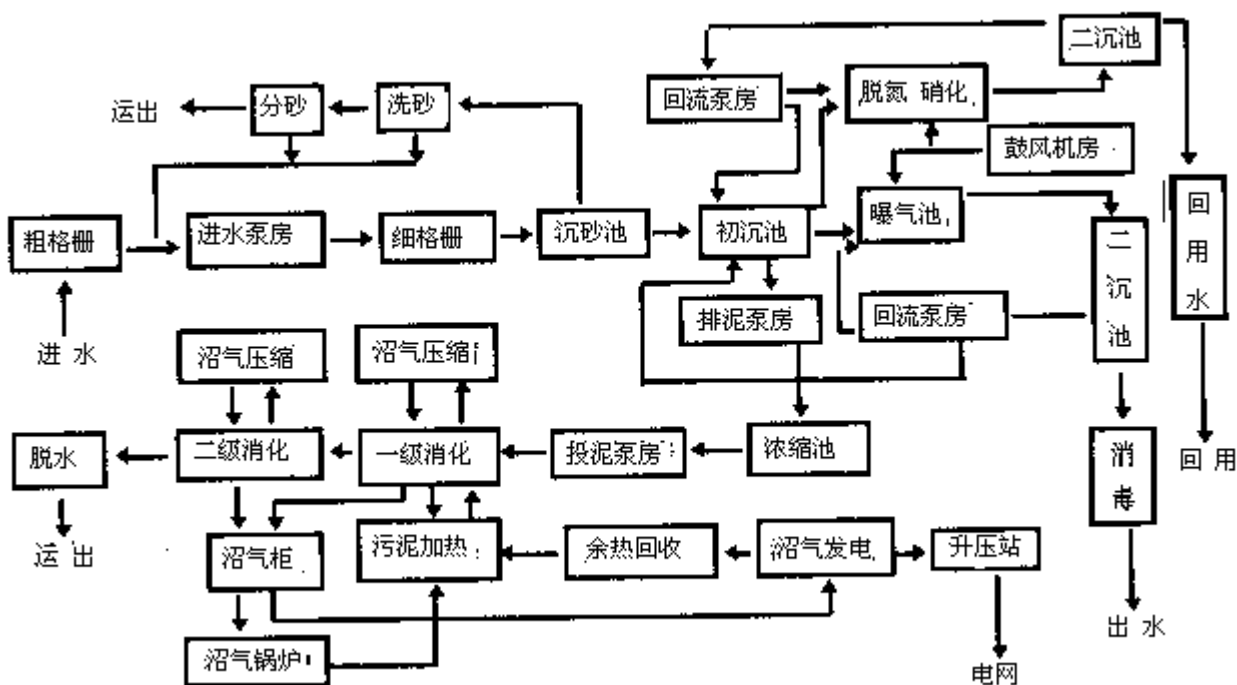 二沉池
回流泵房
脱氮 硝化
运出
分砂
洗砂
鼓风机房
粗格栅
进水泵房
细格栅
沉砂池
初沉池
曝气池
回
用
水
二
沉
池
排泥泵房
回流泵房
进 水
沼气压缩
沼气压缩
脱水
二级消化
一级消化
投泥泵房
浓缩池
消
毒
回 用
运 出
沼气柜
污泥加热
余热回收
沼气发电
升压站
出 水
沼气锅炉
电网